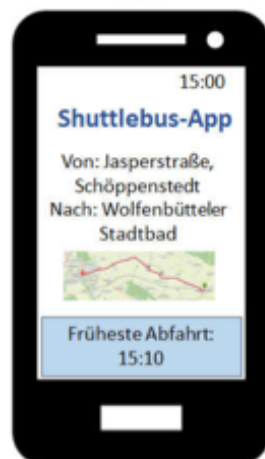 15:00
Shuttlebus-App
Von: Jasperstraße,
Schöppenstedt
Nach: Wolfenbütteler
Stadtbad
Früheste Abfahrt:
15:10